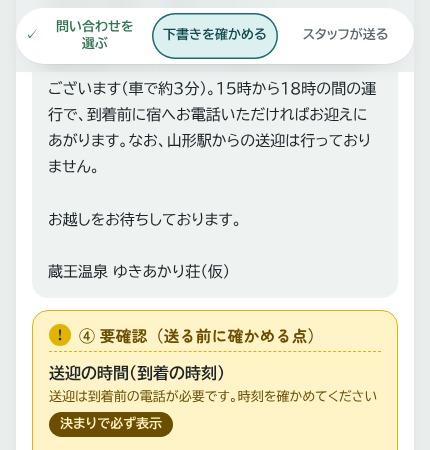 ✓ 問い合わせを
選ぶ
下書きを確かめる
スタッフが送る
ございます(車で約3分)。15時から18時の間の運
行で、到着前に宿へお電話いただければお迎えに
あがります。なお、山形駅からの送迎は行っており
ません。
お越しをお待ちしております。
蔵王温泉 ゆきあかり荘(仮)
! ④ 要確認（送る前に確かめる点）
送迎の時間(到着の時刻)
送迎は到着前の電話が必要です。時刻を確かめてください
決まりで必ず表示